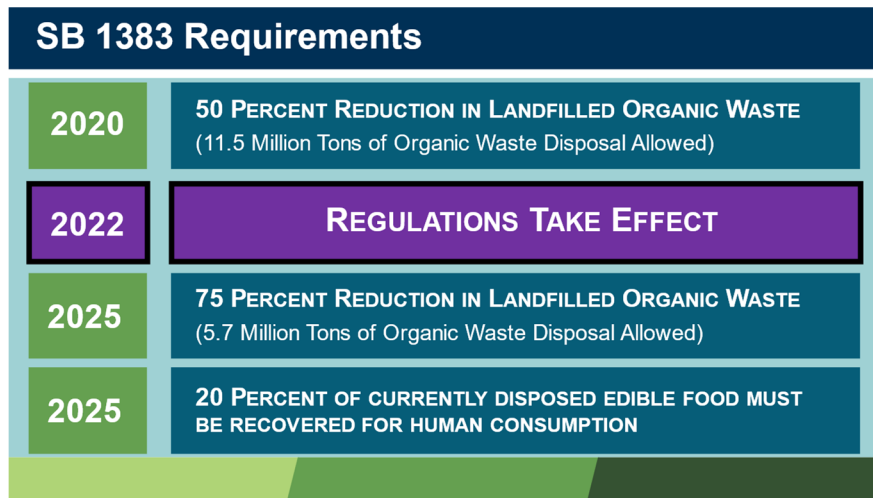 SB 1383 Requirements
2020
50 PERCENT REDUCTION IN LANDFILLED ORGANIC WASTE
(11.5 Million Tons of Organic Waste Disposal Allowed)
2022
REGULATIONS TAKE EFFECT
2025
75 PERCENT REDUCTION IN LANDFILLED ORGANIC WASTE
(5.7 Million Tons of Organic Waste Disposal Allowed)
2025
20 PERCENT OF CURRENTLY DISPOSED EDIBLE FOOD MUST
BE RECOVERED FOR HUMAN CONSUMPTION